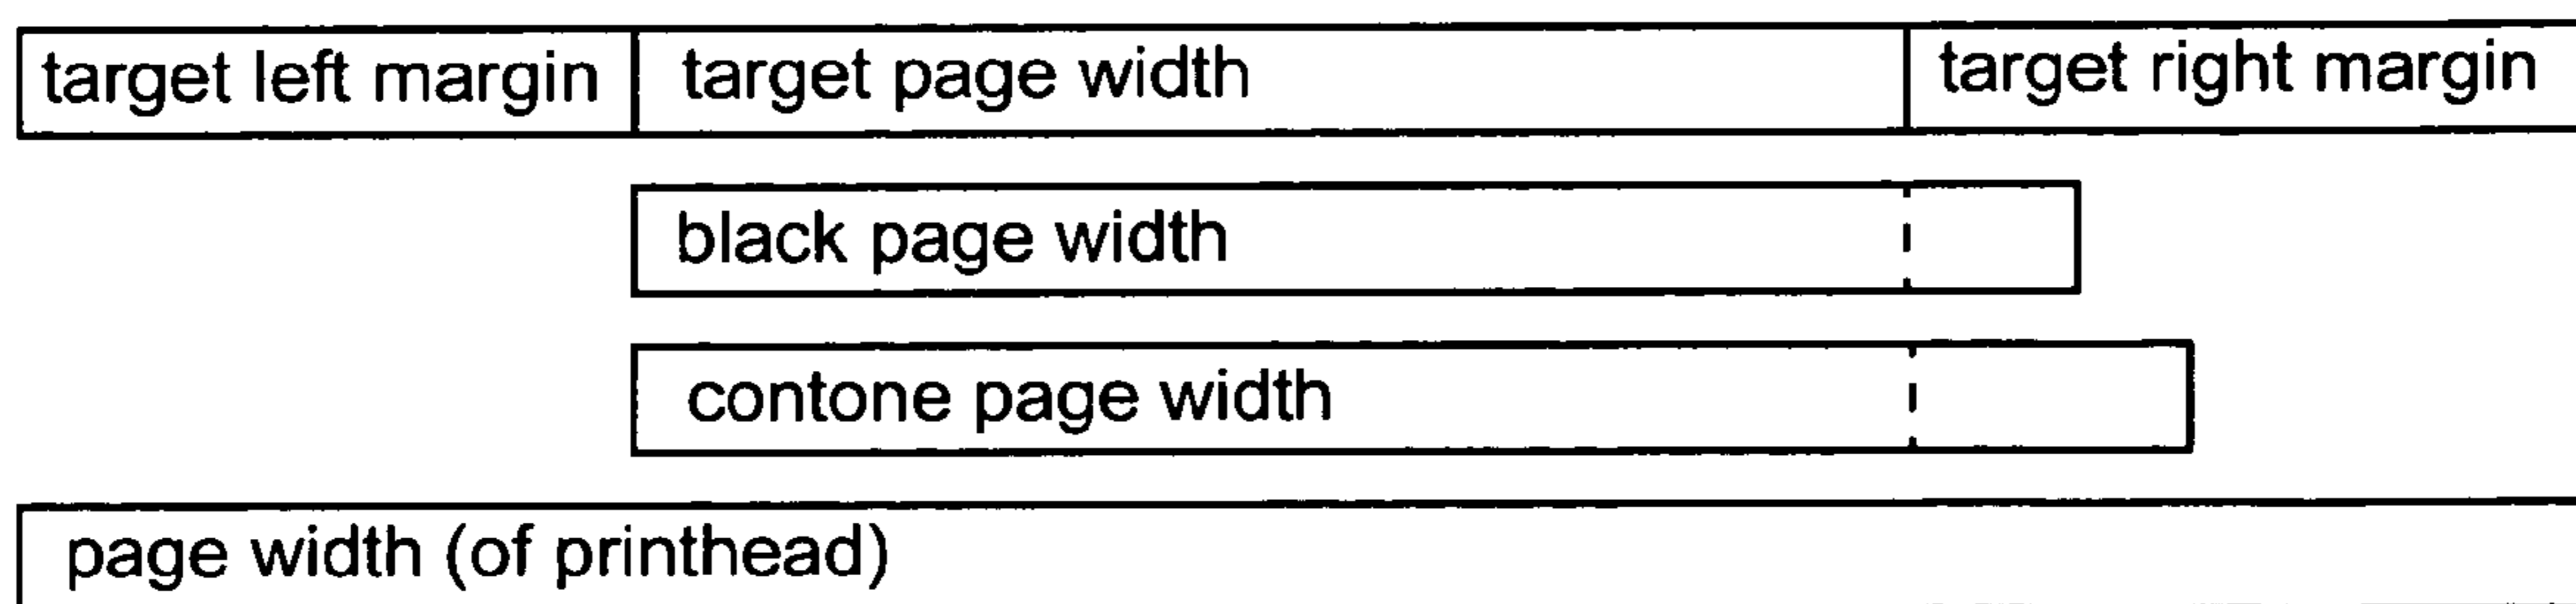 target left margin target page width target right margin
black page width
contone page width
page width (of printhead)